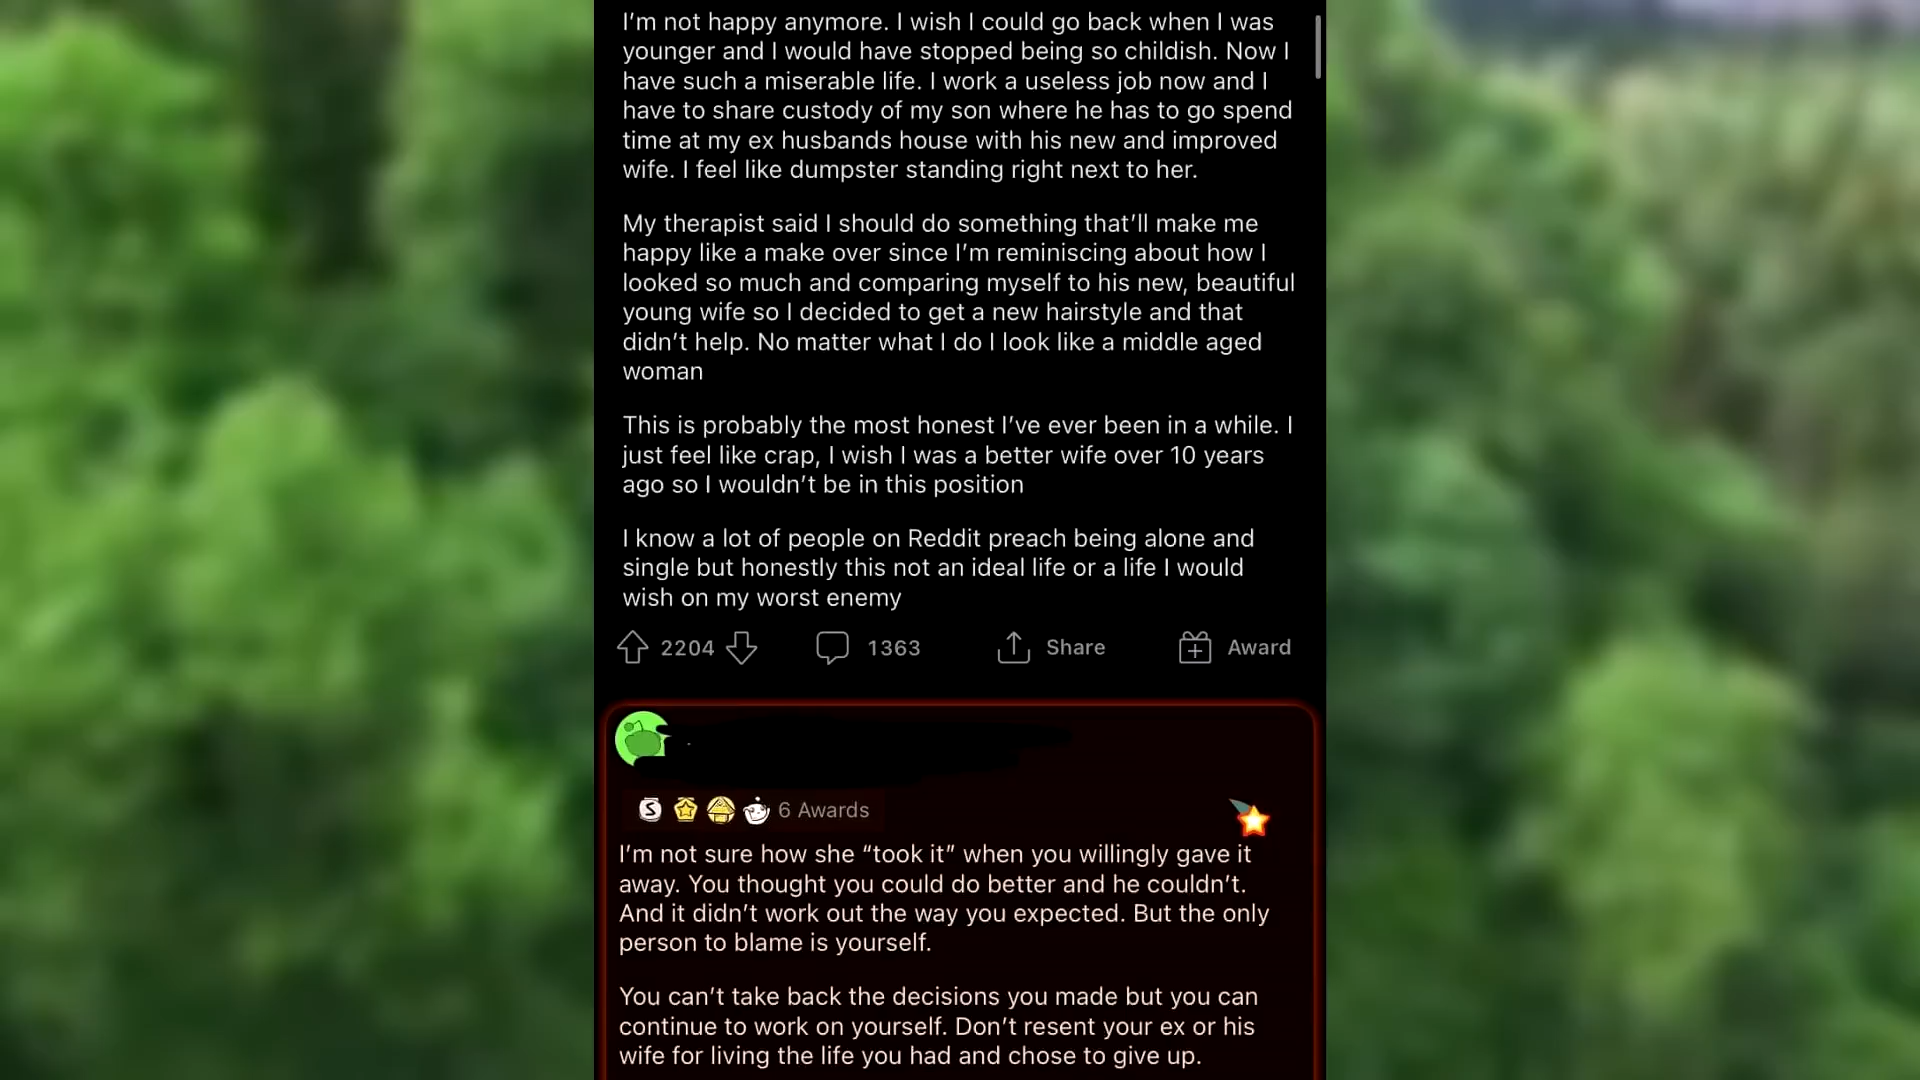 I'm not happy anymore. I wish I could go back when I was
younger and I would have stopped being so childish. Now I
have such a miserable life. I work a useless job now and I
have to share custody of my son where he has to go spend
time at my ex husbands house with his new and improved
wife. I feel like dumpster standing right next to her.
My therapist said I should do something that'll make me
happy like a make over since I'm reminiscing about how I
looked so much and comparing myself to his new, beautiful
young wife so I decided to get a new hairstyle and that
didn't help. No matter what I do I look like a middle aged
woman
This is probably the most honest I've ever been in a while. I
just feel like crap, I wish I was a better wife over 10 years
ago so I wouldn't be in this position
I know a lot of people on Reddit preach being alone and
single but honestly this not an ideal life or a life I would
wish on my worst enemy
2204 1363 Share Award
6 Awards
I'm not sure how she “took it” when you willingly gave it
away. You thought you could do better and he couldn't.
And it didn't work out the way you expected. But the only
person to blame is yourself.
You can't take back the decisions you made but you can
continue to work on yourself. Don't resent your ex or his
wife for living the life you had and chose to give up.